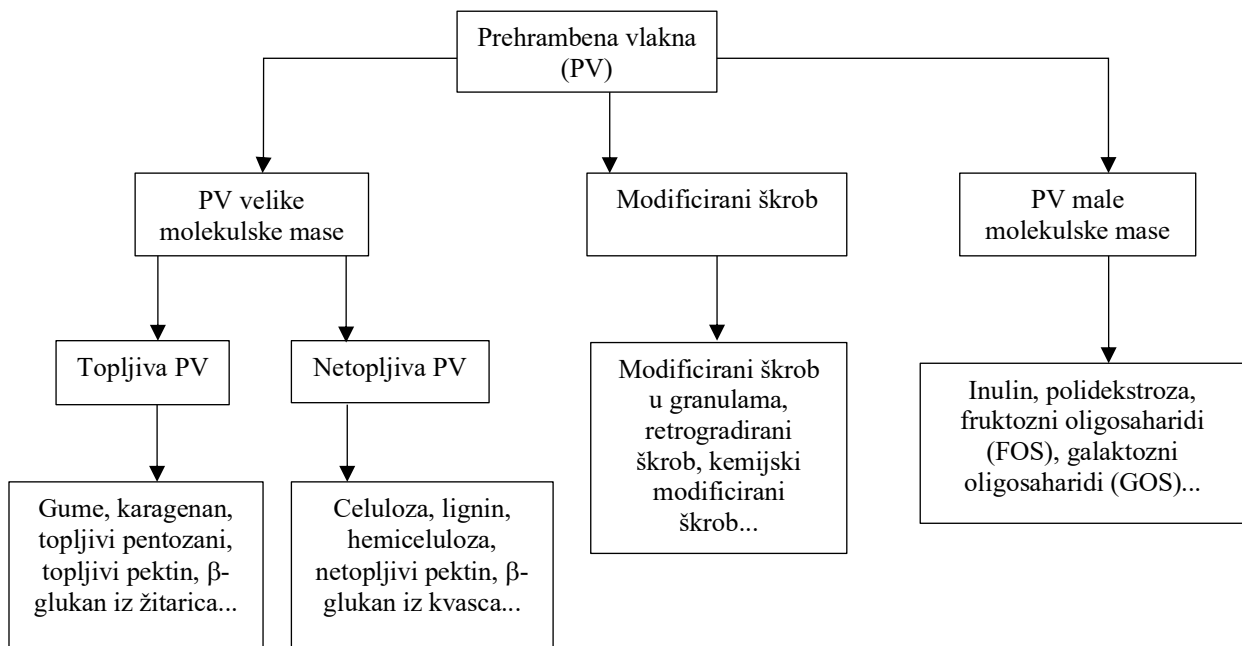 Prehrambena vlakna
(PV)
PV velike
molekulske mase
Modificirani škrob
PV male
molekulske mase
Topljiva PV
Netopljiva PV
Modificirani škrob
u granulama,
retrogradirani
škrob, kemijski
modificirani
škrob...
Inulin, polidekstroza,
fruktozni oligosaharidi
(FOS), galaktozni
oligosaharidi (GOS)...
Gume, karagenan,
topljivi pentozani,
topljivi pektin, β-
glukan iz žitarica...
Celuloza, lignin,
hemiceluloza,
netopljivi pektin, β-
glukan iz kvasca...